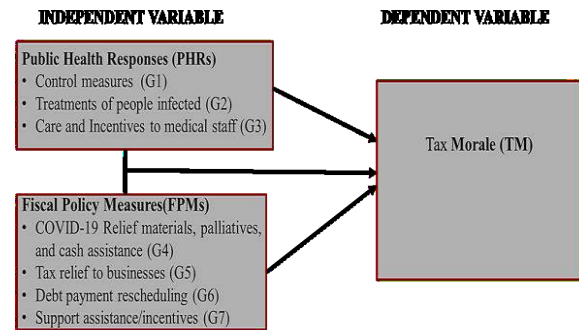 INDEPENDENT VARIABLE
DEPENDENT VARIABLE
Public Health Responses (PHRs)
• Control measures (G1)
• Treatments of people infected (G2)
• Care and Incentives to medical staff (G3)
Tax Morale (TM)
Fiscal Policy Measures(FPMs)
• COVID-19 Relief materials, palliatives,
and cash assistance (G4)
• Tax relief to businesses (G5)
• Debt payment rescheduling (G6)
• Support assistance/incentives (G7)